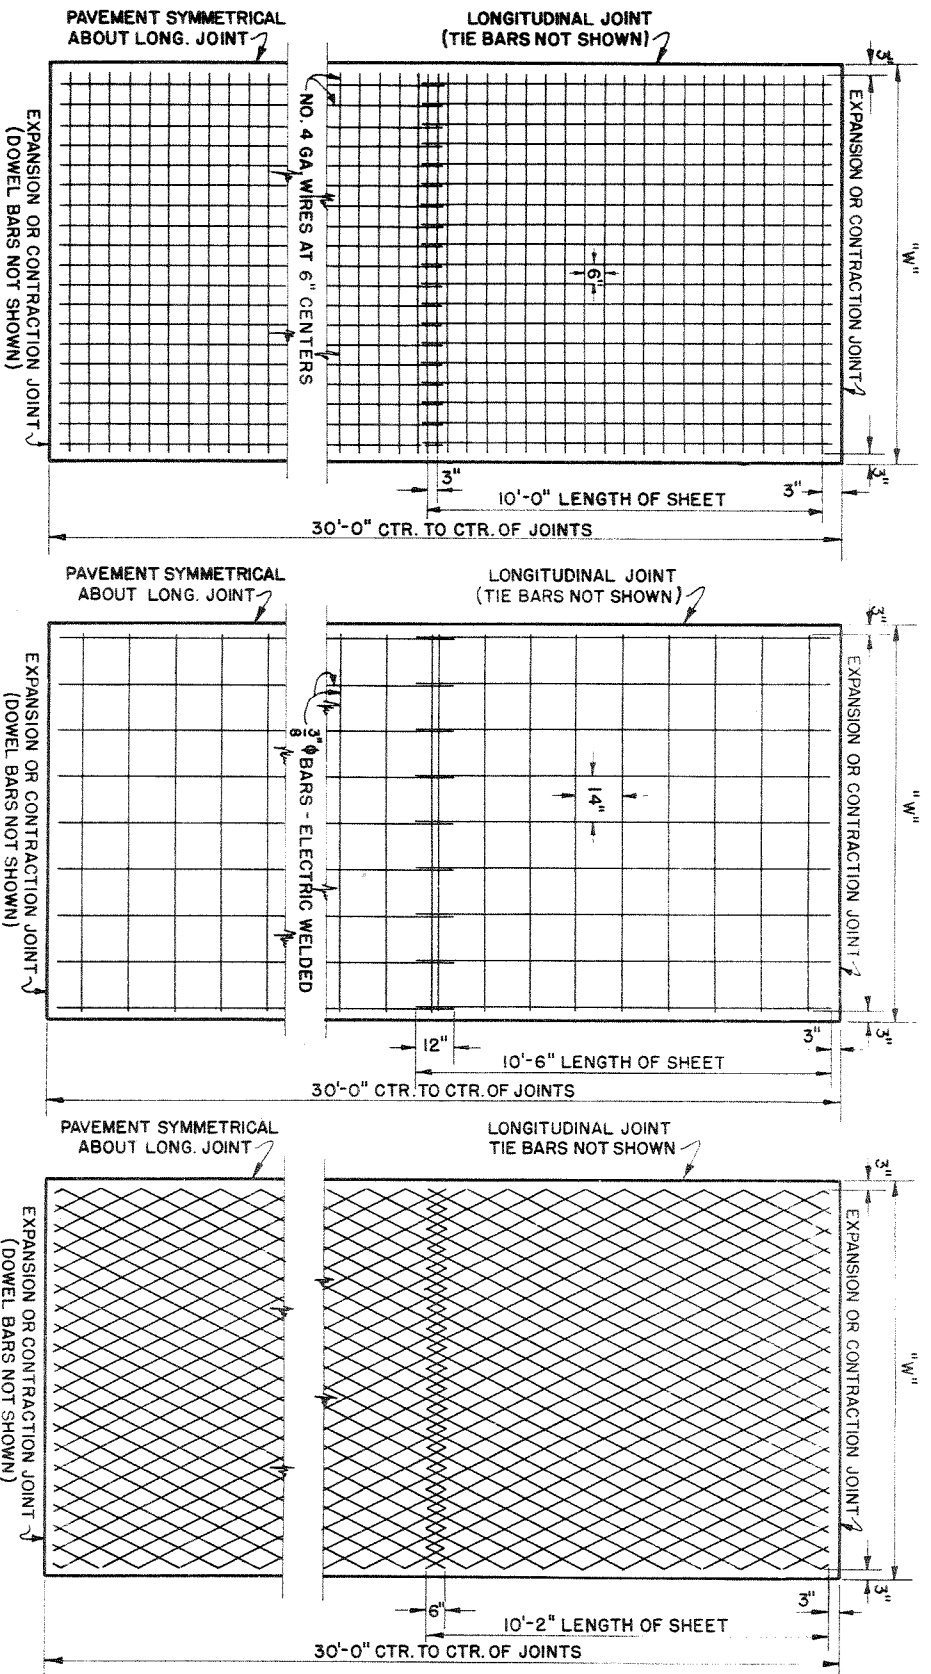 PAVEMENT SYMMETRICAL
ABOUT LONG. JOINT
LONGITUDINAL JOINT
(TIE BARS NOT SHOWN)
3"
"W"
EXPANSION OR CONTRACTION JOINT
(DOWEL BARS NOT SHOWN)
NO. 4 GA. WIRES AT 6" CENTERS
6"
EXPANSION OR CONTRACTION JOINT
3"
3"
3"
10'-0" LENGTH OF SHEET
30'-0" CTR. TO CTR. OF JOINTS
PAVEMENT SYMMETRICAL
ABOUT LONG. JOINT
LONGITUDINAL JOINT
(TIE BARS NOT SHOWN)
3"
"W"
EXPANSION OR CONTRACTION JOINT
(DOWEL BARS NOT SHOWN)
3/8" φ BARS - ELECTRIC WELDED
14"
EXPANSION OR CONTRACTION JOINT
3"
3"
12"
10'-6" LENGTH OF SHEET
30'-0" CTR. TO CTR. OF JOINTS
PAVEMENT SYMMETRICAL
ABOUT LONG. JOINT
LONGITUDINAL JOINT
TIE BARS NOT SHOWN
3"
"W"
EXPANSION OR CONTRACTION JOINT
(DOWEL BARS NOT SHOWN)
EXPANSION OR CONTRACTION JOINT
3"
3"
6"
10'-2" LENGTH OF SHEET
30'-0" CTR. TO CTR. OF JOINTS